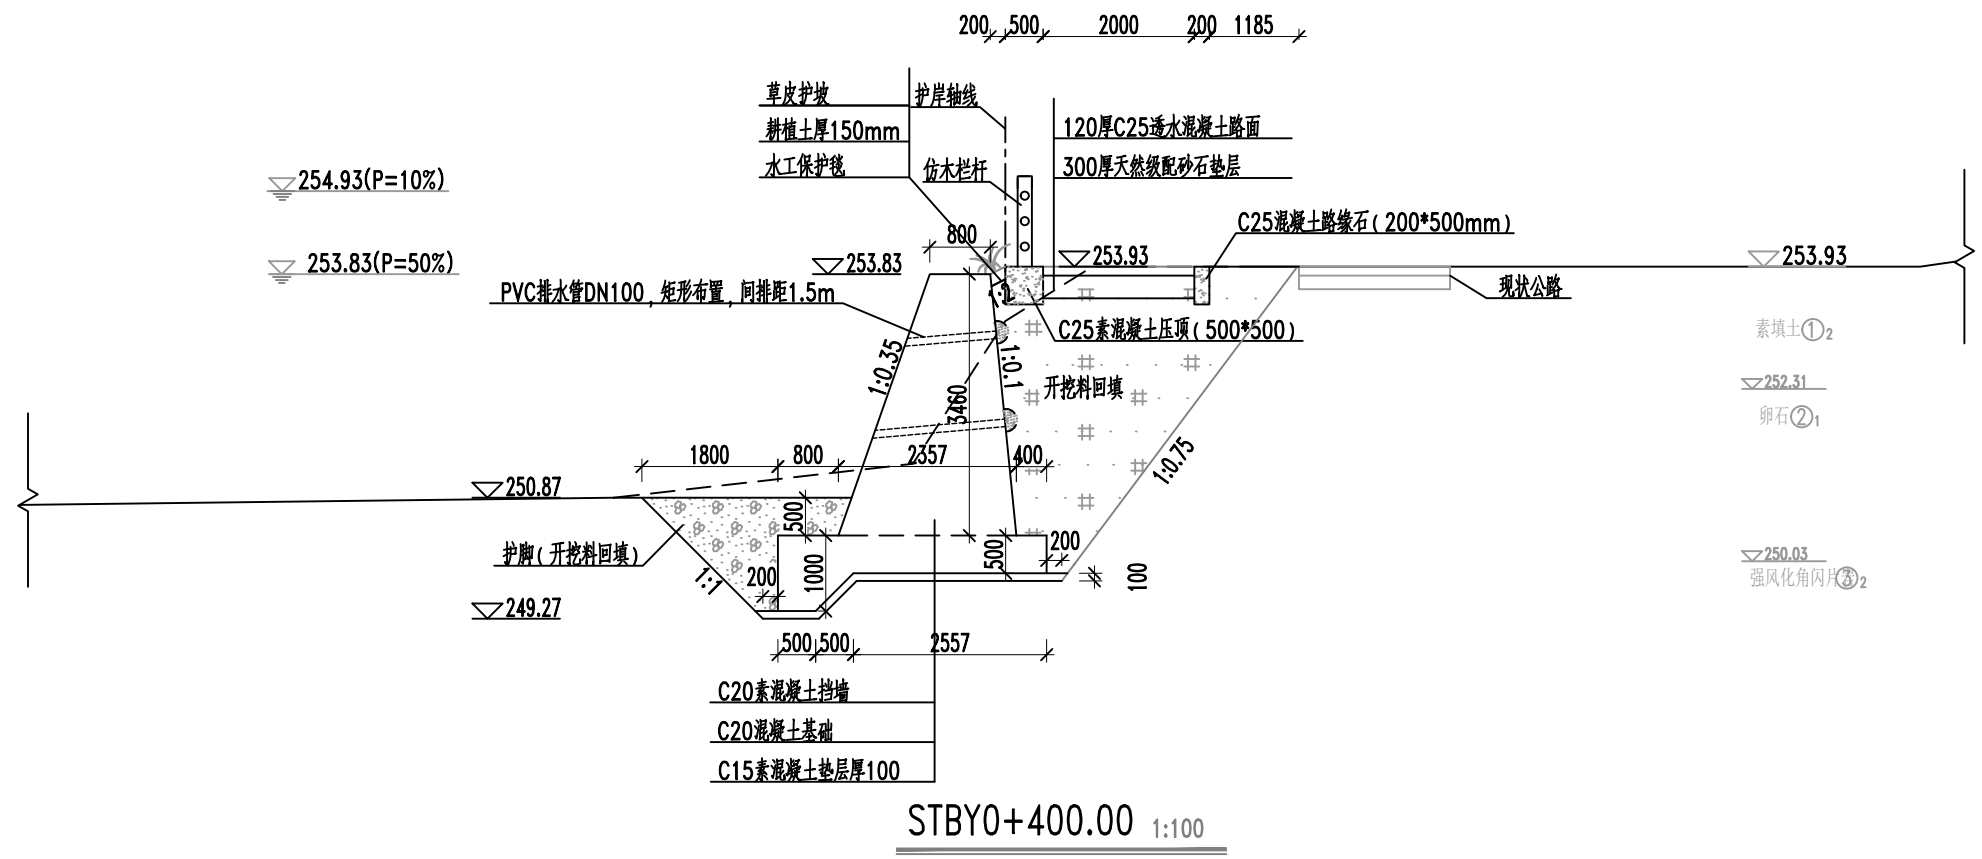 200 500 2000 200 1185
草皮护坡
护岸轴线
耕植土厚150mm
120厚C25透水混凝土路面
水工保护毯
仿木栏杆
300厚天然级配砂石垫层
254.93(P=10%)
C25混凝土路缘石(200*500mm)
800
253.83(P=50%)
253.83
253.93
253.93
PVC排水管DN100,矩形布置,间排距1.5m
现状公路
C25素混凝土压顶(500*500)
素填土①2
1:0.35
1:0.1
3460
开挖料回填
252.31
卵石②1
1800 800 2357 400
1:0.75
250.87
500
护脚(开挖料回填)
500
200
250.03
1:1
200
1000
100
强风化角闪片岩③2
249.27
500 500 2557
C20素混凝土挡墙
C20混凝土基础
C15素混凝土垫层厚100
STBY0+400.00 1:100